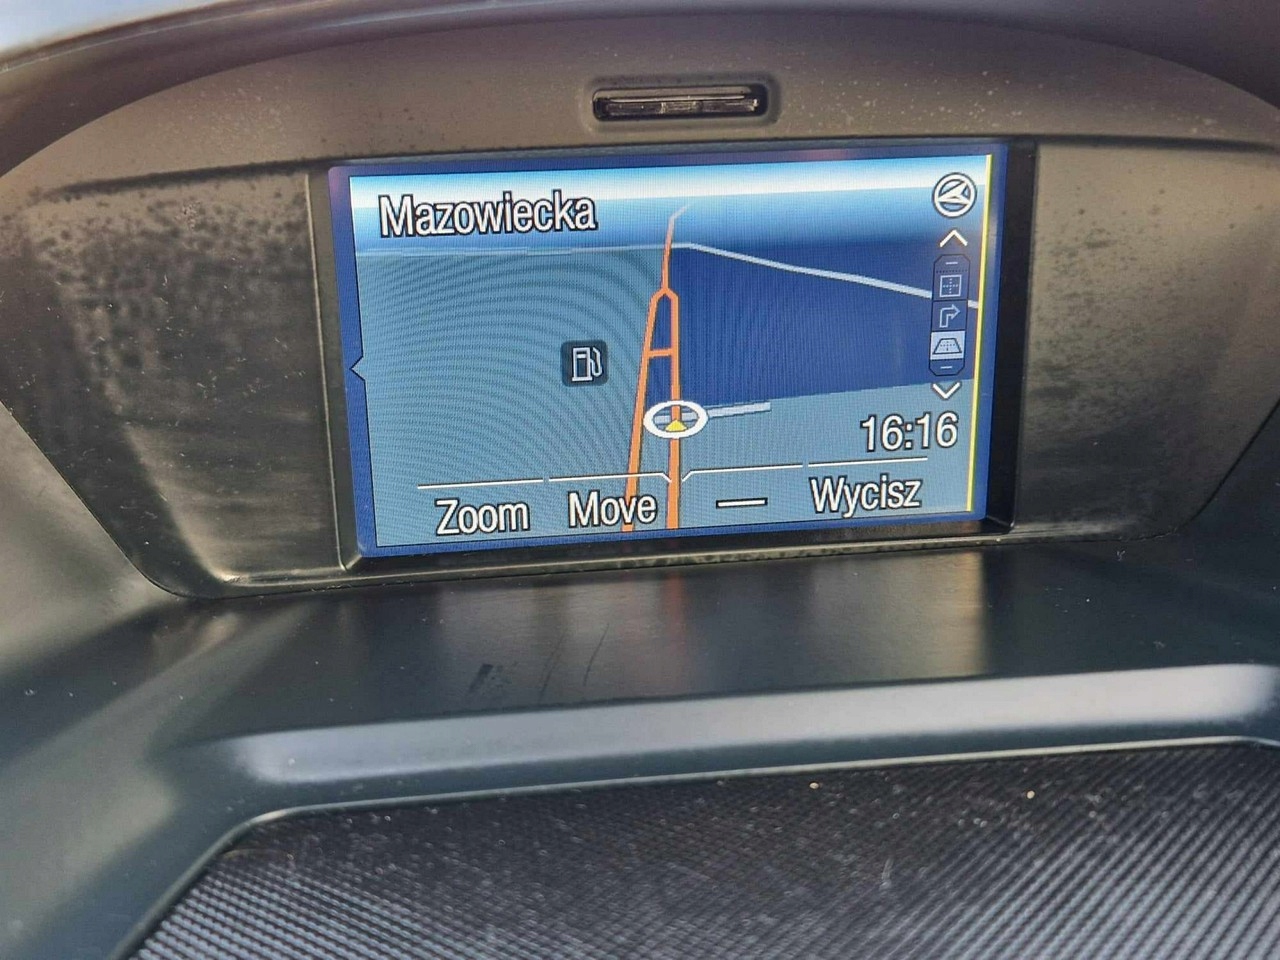 Mazowiecka
16:16
Zoom Move — Wycisz